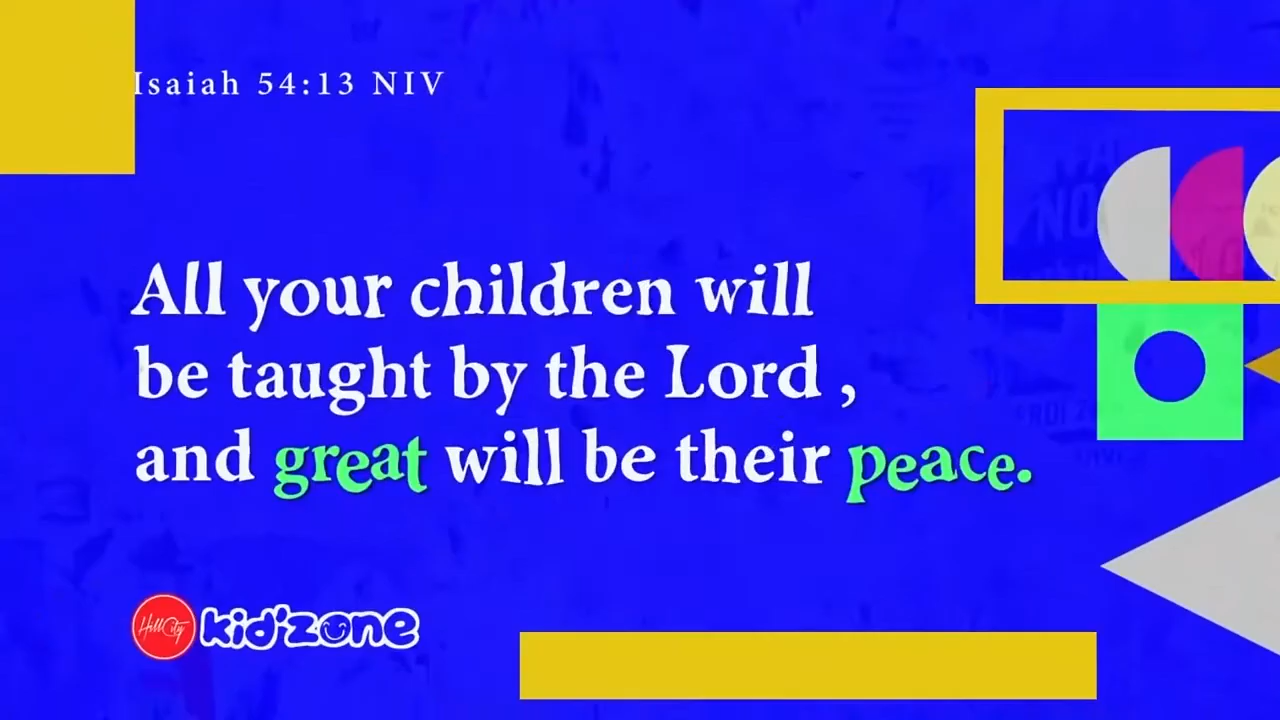 Isaiah 54:13 NIV
All your children will
be taught by the Lord ,
and great will be their peace.
HillCity kid'zone